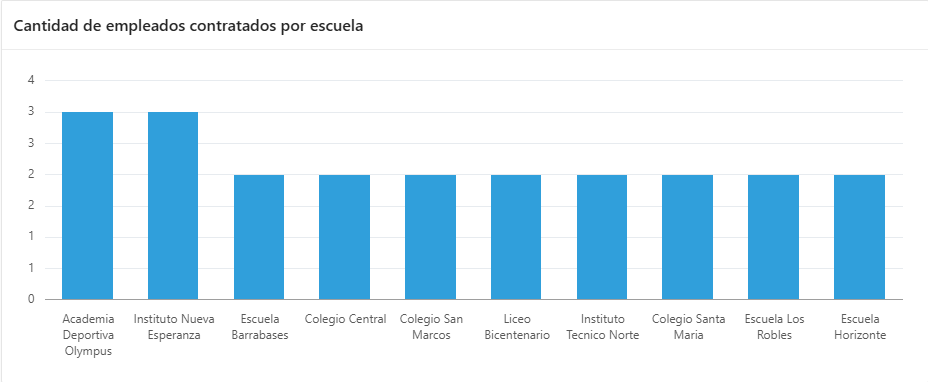 Cantidad de empleados contratados por escuela
4
3
3
2
2
1
1
0
Academia
Deportiva
Olympus
Instituto Nueva
Esperanza
Escuela
Barrabases
Colegio Central
Colegio San
Marcos
Liceo
Bicentenario
Instituto
Tecnico Norte
Colegio Santa
Maria
Escuela Los
Robles
Escuela
Horizonte